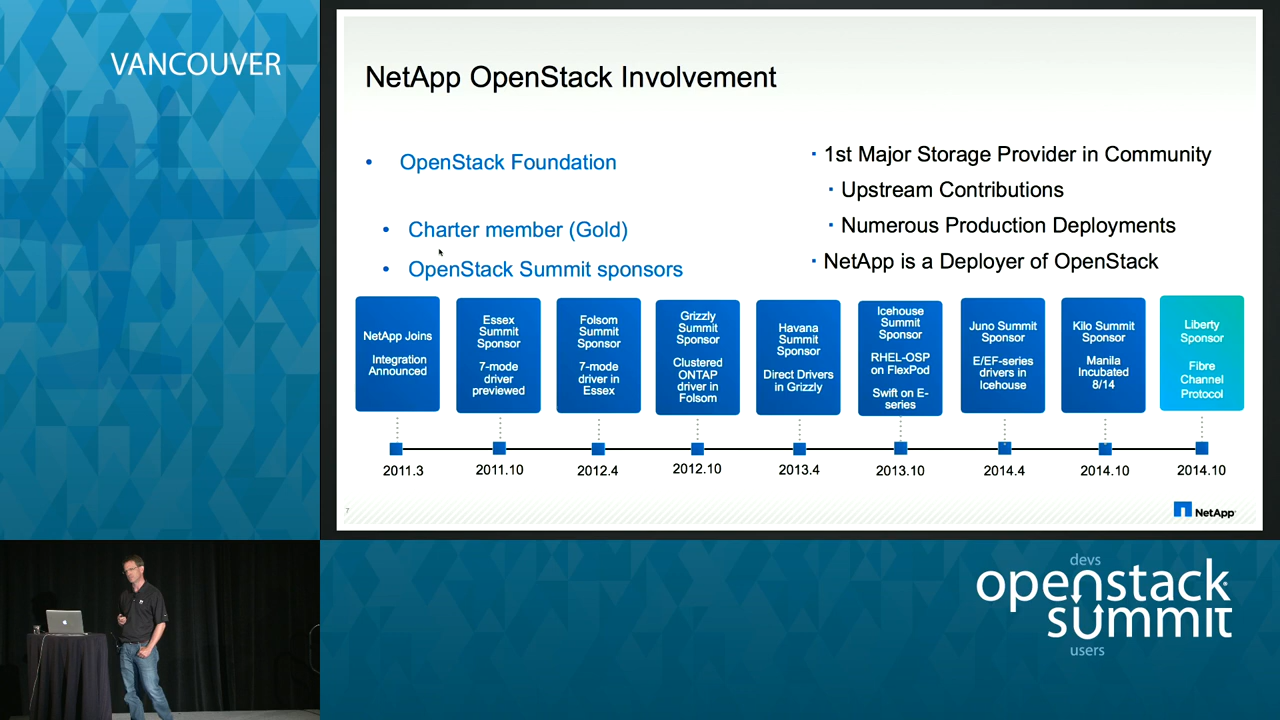 VANCOUVER
NetApp OpenStack Involvement
• OpenStack Foundation
• Charter member (Gold)
• OpenStack Summit sponsors
▪ 1st Major Storage Provider in Community
▪ Upstream Contributions
▪ Numerous Production Deployments
▪ NetApp is a Deployer of OpenStack
NetApp Joins
Integration
Announced
Essex
Summit
Sponsor
7-mode
driver
previewed
Folsom
Summit
Sponsor
7-mode
driver in
Essex
Grizzly
Summit
Sponsor
Clustered
ONTAP
driver in
Folsom
Havana
Summit
Sponsor
Direct Drivers
in Grizzly
Icehouse
Summit
Sponsor
RHEL-OSP
on FlexPod
Swift on E-
series
Juno Summit
Sponsor
E/EF-series
drivers in
Icehouse
Kilo Summit
Sponsor
Manila
Incubated
8/14
Liberty
Sponsor
Fibre
Channel
Protocol
2011.3
2011.10
2012.4
2012.10
2013.4
2013.10
2014.4
2014.10
2014.10
7
NetApp
devs
openstack
summit
users